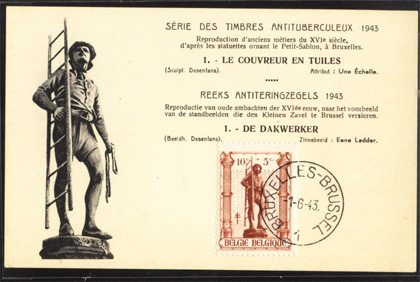 SÉRIE DES TIMBRES ANTITUBERCULEUX 1943
Reproduction d'anciens métiers du XVIe siècle,
d'après les statuettes ornant le Petit-Sablon, à Bruxelles.
1. - LE COUVREUR EN TUILES
(Sculpt. Desenfans). Attribut : Une Échelle.
*****
REEKS ANTITERINGZEGELS 1943
Reproductie van oude ambachten der XVIde eeuw, naar het voorbeeld
van de standbeelden die den Kleinen Zavel te Brussel versieren.
1. - DE DAKWERKER
(Beeldh. Desenfans). Zinnebeeld : Eene Ladder.
10c 5c
BELGIE BELGIQUE
BRUXELLES-BRUSSEL
-1-6-43.
1